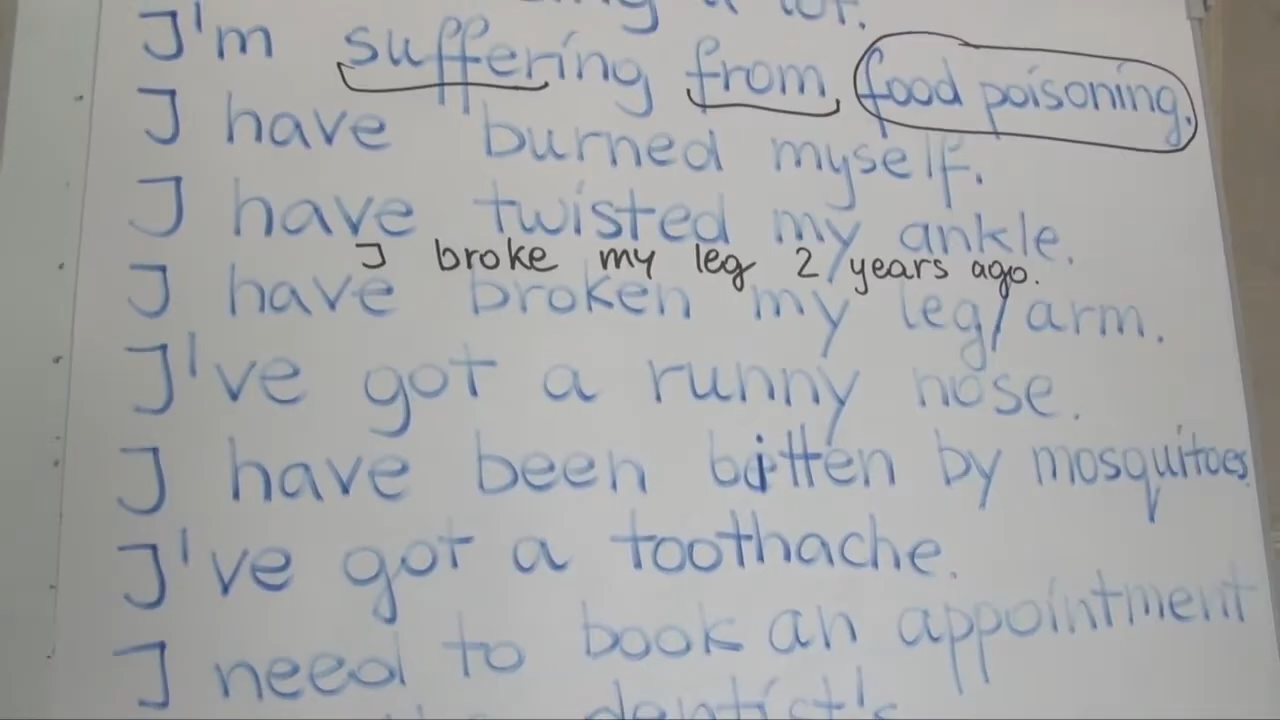 a lot.
I'm suffering from food poisoning.
I have burned myself.
I have twisted my ankle.
I broke my leg 2 years ago.
I have broken my leg/arm.
I've got a runny nose.
I have been bitten by mosquitoes.
I've got a toothache.
I need to book an appointment
dentist's